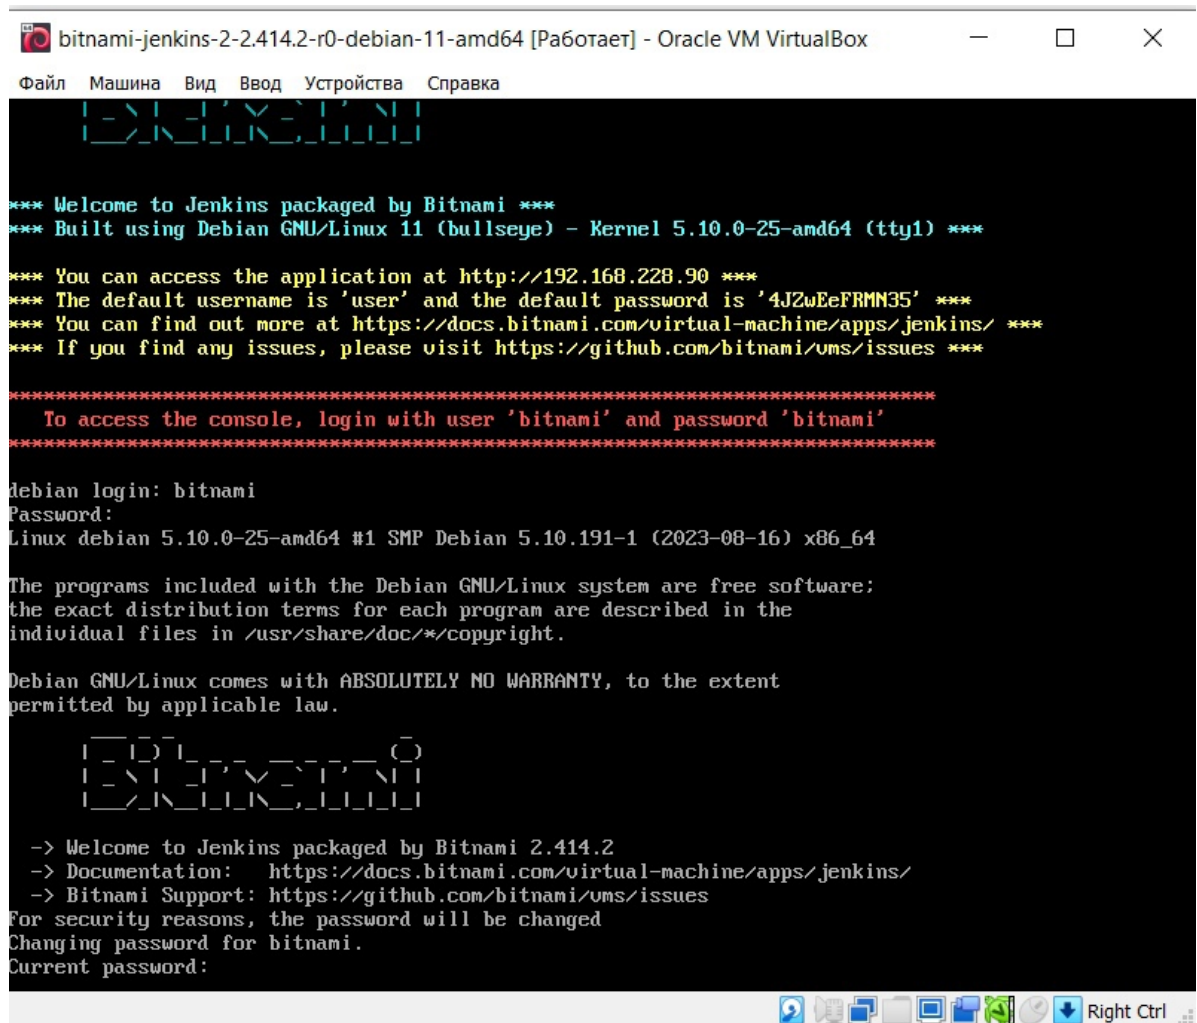 bitnami-jenkins-2-2.414.2-r0-debian-11-amd64 [Работает] - Oracle VM VirtualBox
Файл Машина Вид Ввод Устройства Справка
*** Welcome to Jenkins packaged by Bitnami ***
*** Built using Debian GNU/Linux 11 (bullseye) - Kernel 5.10.0-25-amd64 (tty1) ***
*** You can access the application at http://192.168.228.90 ***
*** The default username is 'user' and the default password is '4JZwEeFRMN35' ***
*** You can find out more at https://docs.bitnami.com/virtual-machine/apps/jenkins/ ***
*** If you find any issues, please visit https://github.com/bitnami/vms/issues ***
*******************************************************************************
To access the console, login with user 'bitnami' and password 'bitnami'
*******************************************************************************
debian login: bitnami
Password:
Linux debian 5.10.0-25-amd64 #1 SMP Debian 5.10.191-1 (2023-08-16) x86_64
The programs included with the Debian GNU/Linux system are free software;
the exact distribution terms for each program are described in the
individual files in /usr/share/doc/*/copyright.
Debian GNU/Linux comes with ABSOLUTELY NO WARRANTY, to the extent
permitted by applicable law.
Bitnami
-> Welcome to Jenkins packaged by Bitnami 2.414.2
-> Documentation: https://docs.bitnami.com/virtual-machine/apps/jenkins/
-> Bitnami Support: https://github.com/bitnami/vms/issues
For security reasons, the password will be changed
Changing password for bitnami.
Current password:
Right Ctrl